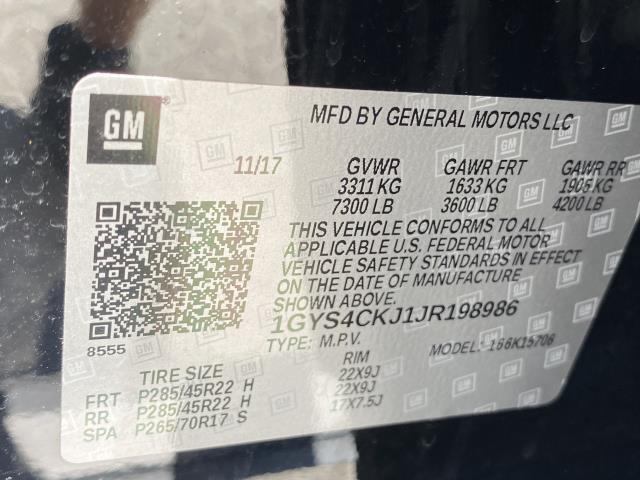 GM
MFD BY GENERAL MOTORS LLC
11/17 GVWR GAWR FRT GAWR RR
3311 KG 1633 KG 1905 KG
7300 LB 3600 LB 4200 LB
THIS VEHICLE CONFORMS TO ALL
APPLICABLE U.S. FEDERAL MOTOR
VEHICLE SAFETY STANDARDS IN EFFECT
ON THE DATE OF MANUFACTURE
SHOWN ABOVE.
1GYS4CKJ1JR198986
8555
TYPE: M.P.V. MODEL: 166K15706
TIRE SIZE RIM
FRT P285/45R22 H 22X9J
RR P285/45R22 H 22X9J
SPA P265/70R17 S 17X7.5J